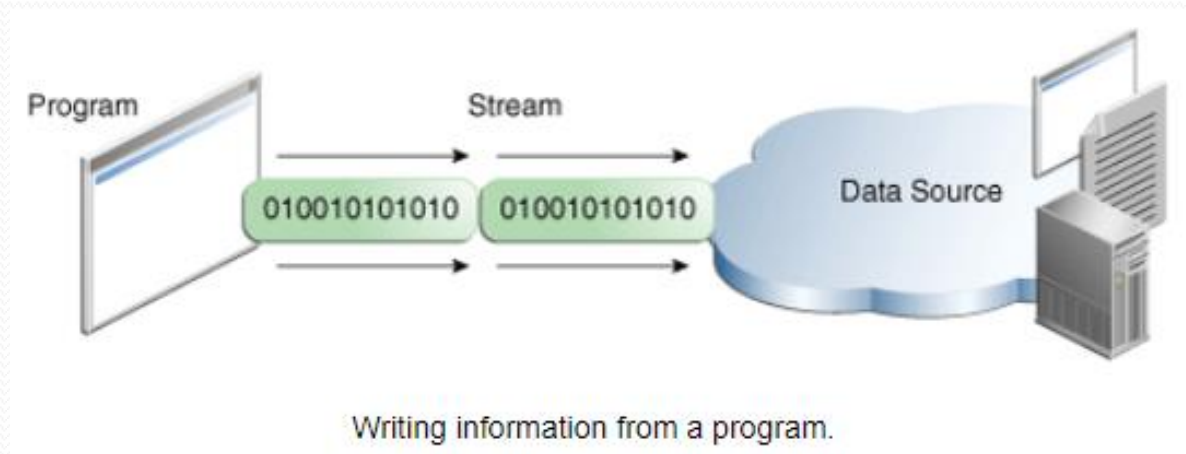 Program
Stream
010010101010
010010101010
Data Source
Writing information from a program.